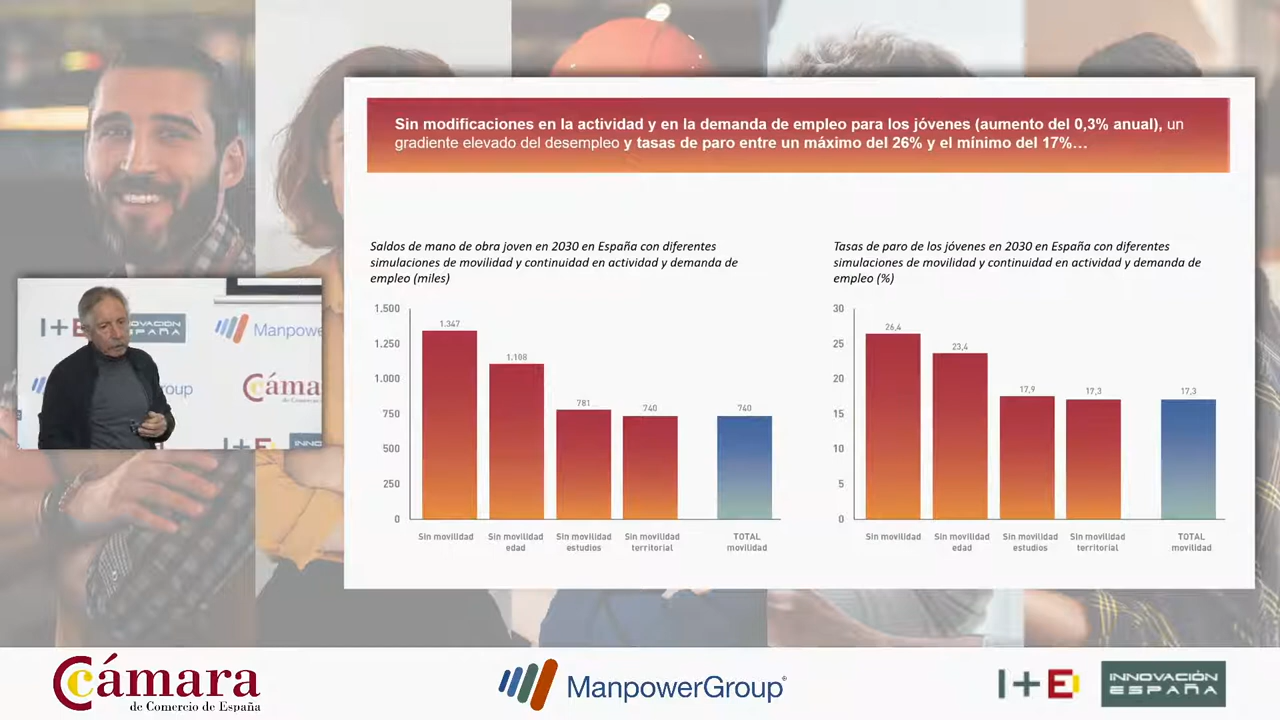 Sin modificaciones en la actividad y en la demanda de empleo para los jóvenes (aumento del 0,3% anual), un
gradiente elevado del desempleo y tasas de paro entre un máximo del 26% y el mínimo del 17%…
Saldos de mano de obra joven en 2030 en España con diferentes
simulaciones de movilidad y continuidad en actividad y demanda de
empleo (miles)
1.500
1.250
1.000
750
500
250
0
1.347
1.108
781
740
740
Sin movilidad
Sin movilidad
edad
Sin movilidad
estudios
Sin movilidad
territorial
TOTAL
movilidad
Tasas de paro de los jóvenes en 2030 en España con diferentes
simulaciones de movilidad y continuidad en actividad y demanda de
empleo (%)
30
25
20
15
10
5
0
26,4
23,4
17,9
17,3
17,3
Sin movilidad
Sin movilidad
edad
Sin movilidad
estudios
Sin movilidad
territorial
TOTAL
movilidad
I+E
INNOVACIÓN
ESPAÑA
Manpowe
oup
Cáma
de Comerci
I+E
INNO
Cámara
de Comercio de España
ManpowerGroup
I+E
INNOVACIÓN
ESPAÑA